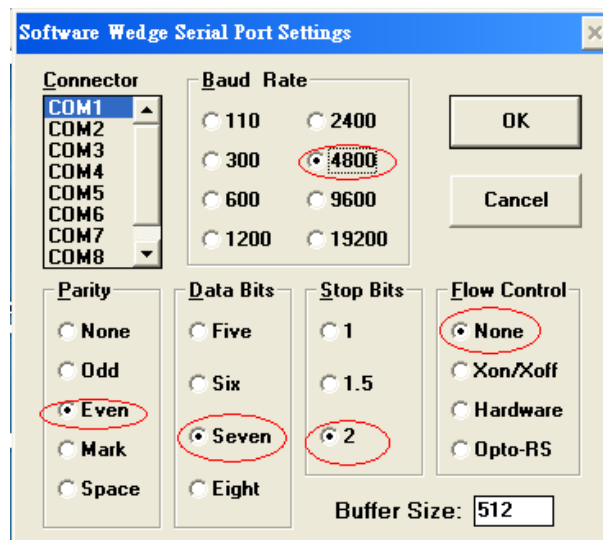 Software Wedge Serial Port Settings
Connector
COM1
COM2
COM3
COM4
COM5
COM6
COM7
COM8
Baud Rate
110
2400
300
4800
600
9600
1200
19200
OK
Cancel
Parity
None
Odd
Even
Mark
Space
Data Bits
Five
Six
Seven
Eight
Stop Bits
1
1.5
2
Flow Control
None
Xon/Xoff
Hardware
Opto-RS
Buffer Size: 512